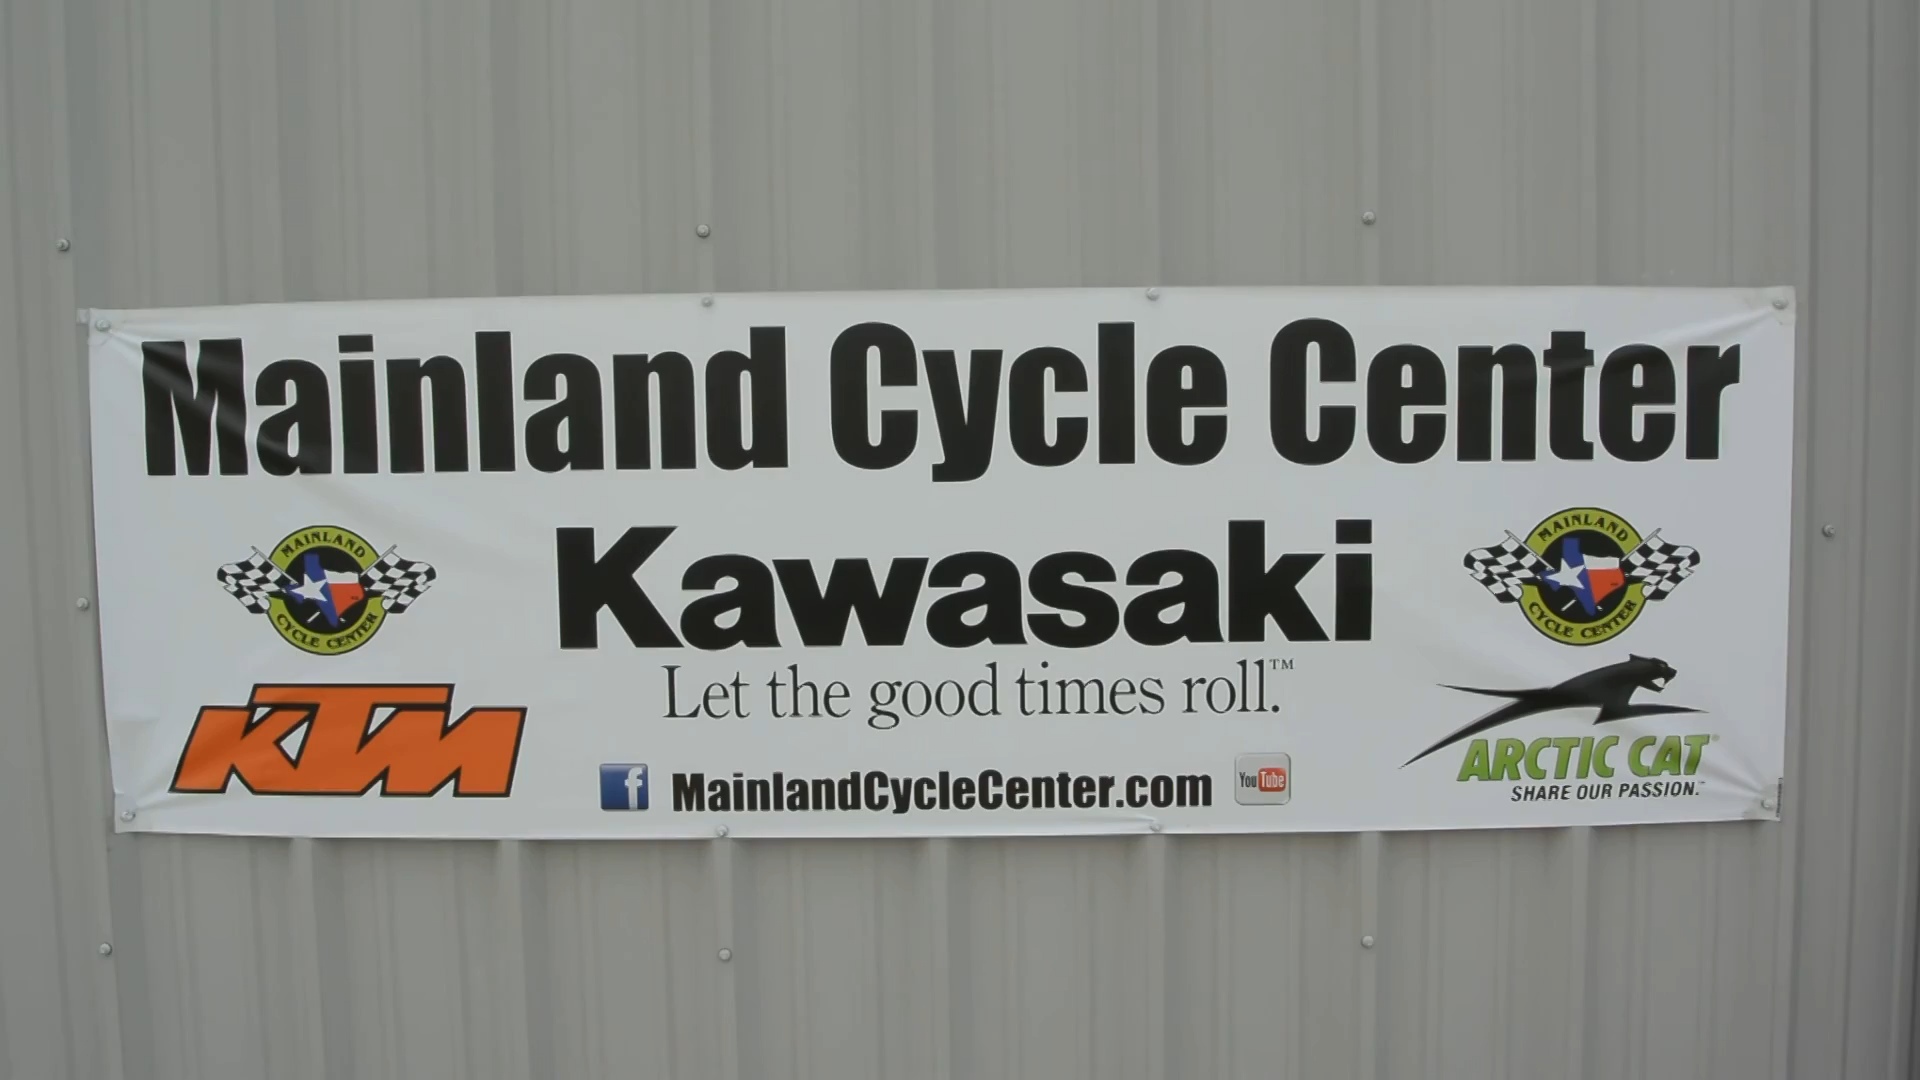 Mainland Cycle Center
MAINLAND
CYCLE CENTER
Kawasaki
Let the good times roll.™
MAINLAND
CYCLE CENTER
KTM
f MainlandCycleCenter.com YouTube
ARCTIC CAT®
SHARE OUR PASSION.™